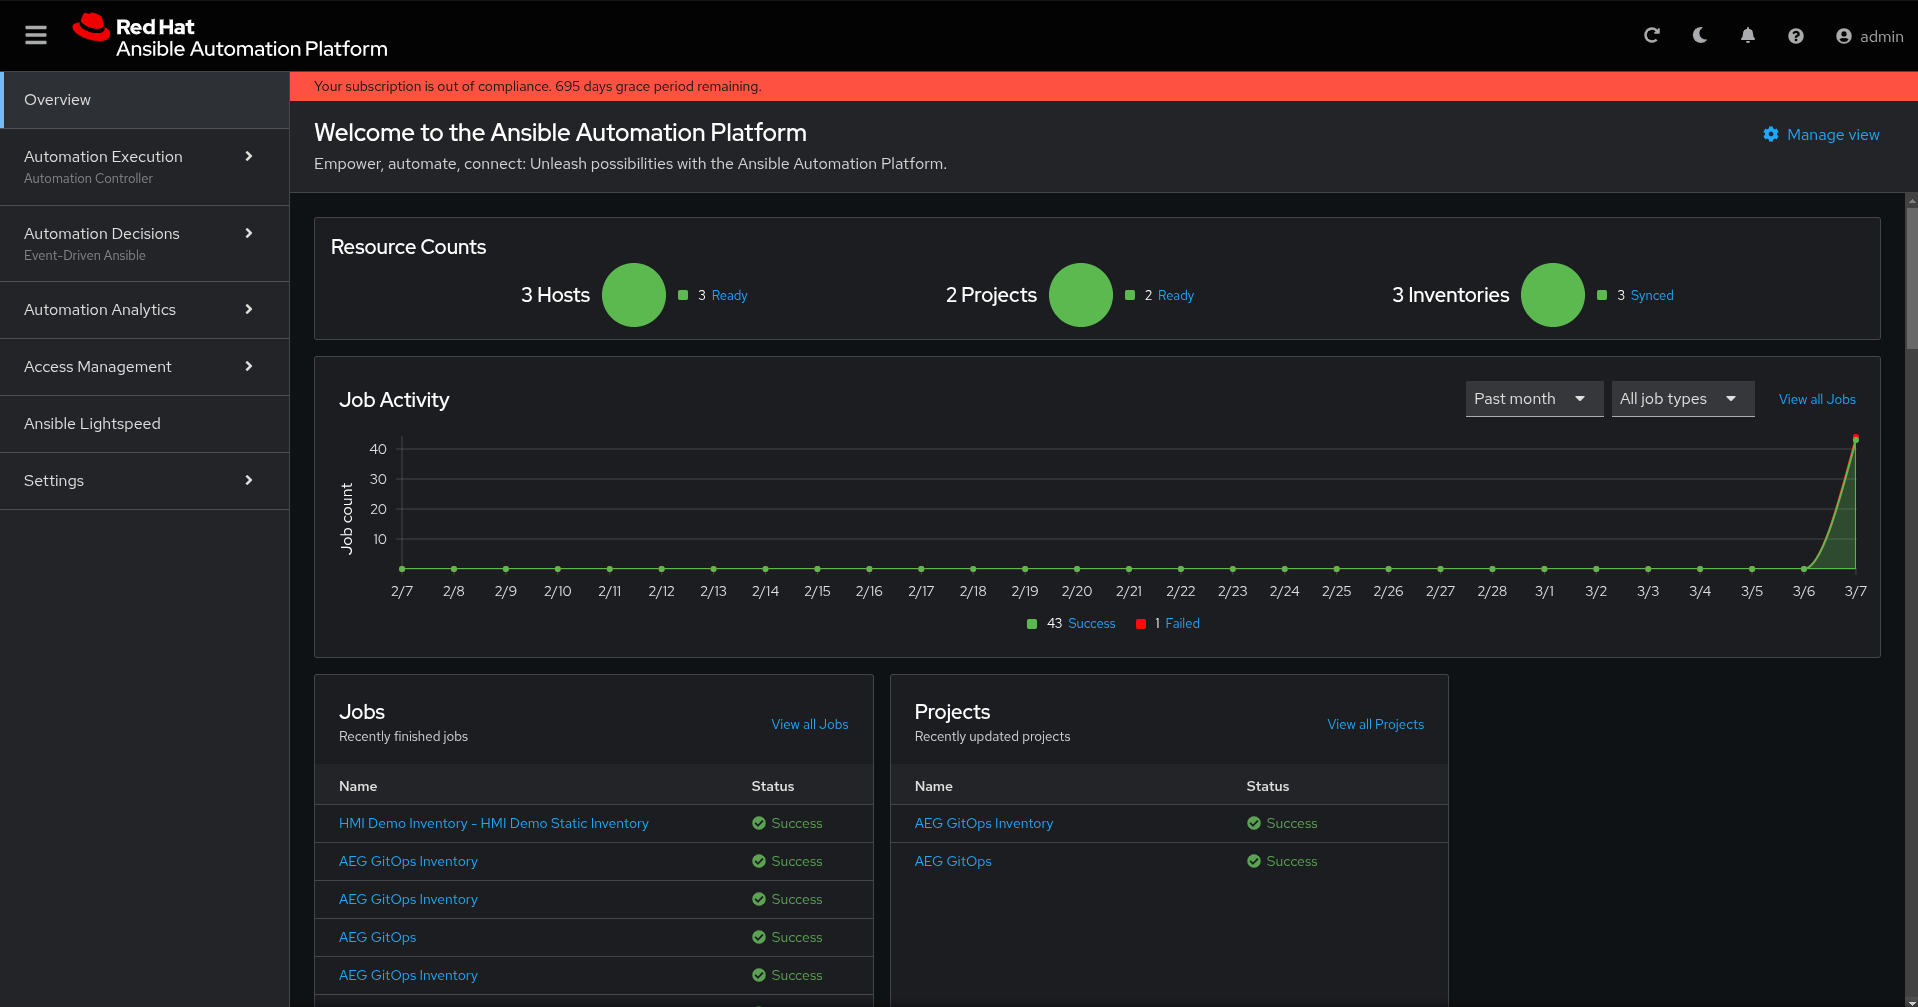 Red Hat
Ansible Automation Platform
admin
Overview
Automation Execution
Automation Controller
Automation Decisions
Event-Driven Ansible
Automation Analytics
Access Management
Ansible Lightspeed
Settings
Your subscription is out of compliance. 695 days grace period remaining.
Welcome to the Ansible Automation Platform
Manage view
Empower, automate, connect: Unleash possibilities with the Ansible Automation Platform.
Resource Counts
3 Hosts 3 Ready 2 Projects 2 Ready 3 Inventories 3 Synced
Job Activity Past month All job types View all Jobs
Job count
40
30
20
10
2/7 2/8 2/9 2/10 2/11 2/12 2/13 2/14 2/15 2/16 2/17 2/18 2/19 2/20 2/21 2/22 2/23 2/24 2/25 2/26 2/27 2/28 3/1 3/2 3/3 3/4 3/5 3/6 3/7
43 Success 1 Failed
Jobs
Recently finished jobs
View all Jobs
Name Status
HMI Demo Inventory - HMI Demo Static Inventory Success
AEG GitOps Inventory Success
AEG GitOps Inventory Success
AEG GitOps Success
AEG GitOps Inventory Success
Projects
Recently updated projects
View all Projects
Name Status
AEG GitOps Inventory Success
AEG GitOps Success